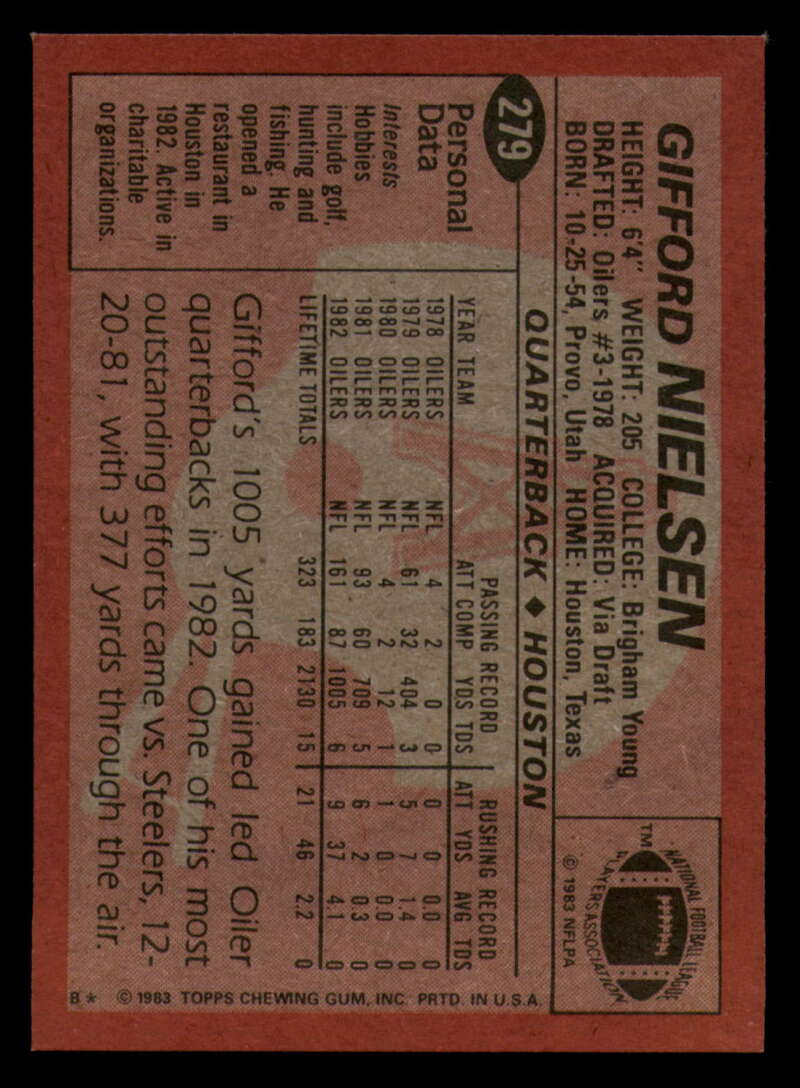 GIFFORD NIELSEN
HEIGHT: 6'4" WEIGHT: 205 COLLEGE: Brigham Young
DRAFTED: Oilers #3-1978 ACQUIRED: Via Draft
BORN: 10-25-54, Provo, Utah HOME: Houston, Texas
NATIONAL FOOTBALL LEAGUE
PLAYERS ASSOCIATION
TM
© 1983 NFLPA
279
QUARTERBACK ♦ HOUSTON
Personal
Data
Interests
Hobbies
include golf,
hunting and
fishing. He
opened a
restaurant in
Houston in
1982. Active in
charitable
organizations.
PASSING RECORD RUSHING RECORD
YEAR TEAM ATT COMP YDS TDS ATT YDS AVG TDS
1978 OILERS NFL 4 2 0 0 0 0 0.0 0
1979 OILERS NFL 61 32 404 3 5 7 1.4 0
1980 OILERS NFL 4 2 12 1 1 0 0.0 0
1981 OILERS NFL 93 60 709 5 6 2 0.3 0
1982 OILERS NFL 161 87 1005 6 9 37 4.1 0
LIFETIME TOTALS 323 183 2130 15 21 46 2.2 0
Gifford's 1005 yards gained led Oiler
quarterbacks in 1982. One of his most
outstanding efforts came vs. Steelers, 12-
20-81, with 377 yards through the air.
B* © 1983 TOPPS CHEWING GUM, INC. PRTD. IN U.S.A.